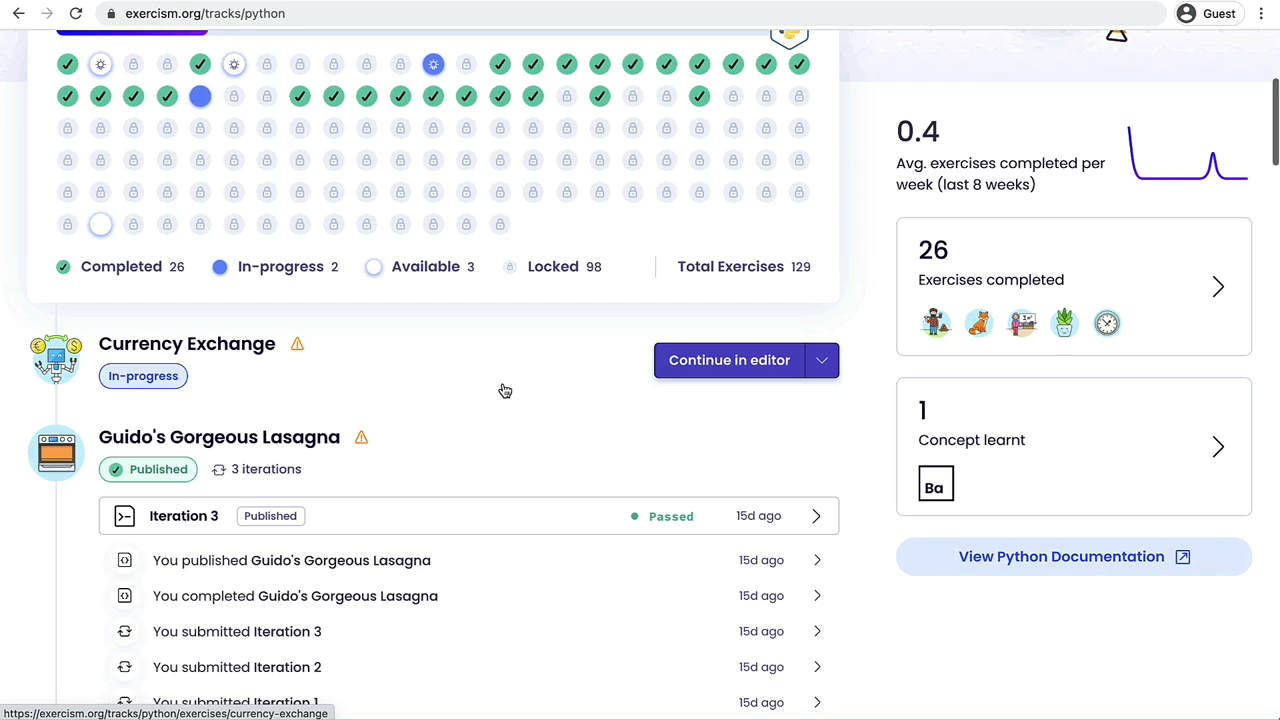 exercism.org/tracks/python
Guest
Completed 26
In-progress 2
Available 3
Locked 98
Total Exercises 129
0.4
Avg. exercises completed per
week (last 8 weeks)
26
Exercises completed
1
Concept learnt
Ba
View Python Documentation
Currency Exchange
In-progress
Continue in editor
Guido's Gorgeous Lasagna
Published
3 iterations
Iteration 3
Published
Passed
15d ago
You published Guido's Gorgeous Lasagna
15d ago
You completed Guido's Gorgeous Lasagna
15d ago
You submitted Iteration 3
15d ago
You submitted Iteration 2
15d ago
You submitted Iteration 1
15d ago
https://exercism.org/tracks/python/exercises/currency-exchange